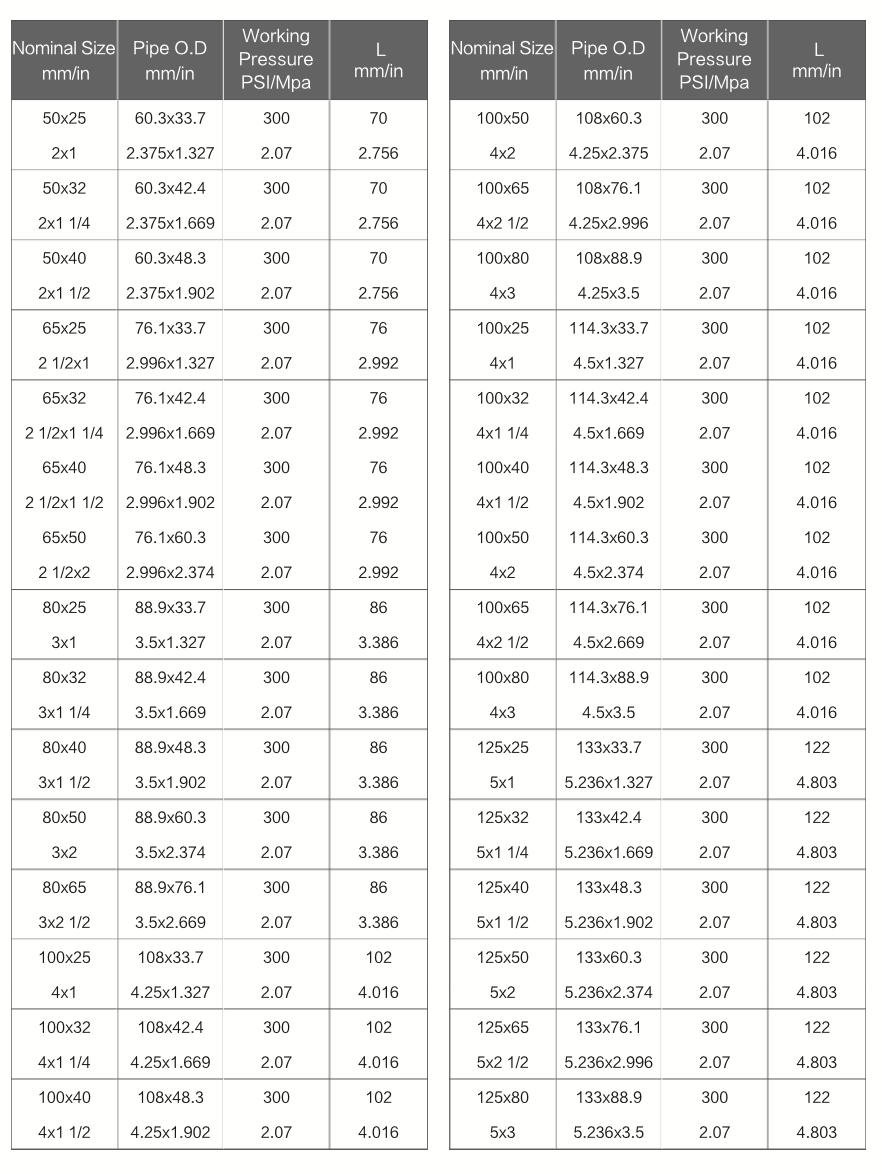 Nominal Size mm/in Pipe O.D mm/in Working Pressure PSI/Mpa L mm/in
50x25 60.3x33.7 300 70
2x1 2.375x1.327 2.07 2.756
50x32 60.3x42.4 300 70
2x1 1/4 2.375x1.669 2.07 2.756
50x40 60.3x48.3 300 70
2x1 1/2 2.375x1.902 2.07 2.756
65x25 76.1x33.7 300 76
2 1/2x1 2.996x1.327 2.07 2.992
65x32 76.1x42.4 300 76
2 1/2x1 1/4 2.996x1.669 2.07 2.992
65x40 76.1x48.3 300 76
2 1/2x1 1/2 2.996x1.902 2.07 2.992
65x50 76.1x60.3 300 76
2 1/2x2 2.996x2.374 2.07 2.992
80x25 88.9x33.7 300 86
3x1 3.5x1.327 2.07 3.386
80x32 88.9x42.4 300 86
3x1 1/4 3.5x1.669 2.07 3.386
80x40 88.9x48.3 300 86
3x1 1/2 3.5x1.902 2.07 3.386
80x50 88.9x60.3 300 86
3x2 3.5x2.374 2.07 3.386
80x65 88.9x76.1 300 86
3x2 1/2 3.5x2.669 2.07 3.386
100x25 108x33.7 300 102
4x1 4.25x1.327 2.07 4.016
100x32 108x42.4 300 102
4x1 1/4 4.25x1.669 2.07 4.016
100x40 108x48.3 300 102
4x1 1/2 4.25x1.902 2.07 4.016
Nominal Size mm/in Pipe O.D mm/in Working Pressure PSI/Mpa L mm/in
100x50 108x60.3 300 102
4x2 4.25x2.375 2.07 4.016
100x65 108x76.1 300 102
4x2 1/2 4.25x2.996 2.07 4.016
100x80 108x88.9 300 102
4x3 4.25x3.5 2.07 4.016
100x25 114.3x33.7 300 102
4x1 4.5x1.327 2.07 4.016
100x32 114.3x42.4 300 102
4x1 1/4 4.5x1.669 2.07 4.016
100x40 114.3x48.3 300 102
4x1 1/2 4.5x1.902 2.07 4.016
100x50 114.3x60.3 300 102
4x2 4.5x2.374 2.07 4.016
100x65 114.3x76.1 300 102
4x2 1/2 4.5x2.669 2.07 4.016
100x80 114.3x88.9 300 102
4x3 4.5x3.5 2.07 4.016
125x25 133x33.7 300 122
5x1 5.236x1.327 2.07 4.803
125x32 133x42.4 300 122
5x1 1/4 5.236x1.669 2.07 4.803
125x40 133x48.3 300 122
5x1 1/2 5.236x1.902 2.07 4.803
125x50 133x60.3 300 122
5x2 5.236x2.374 2.07 4.803
125x65 133x76.1 300 122
5x2 1/2 5.236x2.996 2.07 4.803
125x80 133x88.9 300 122
5x3 5.236x3.5 2.07 4.803